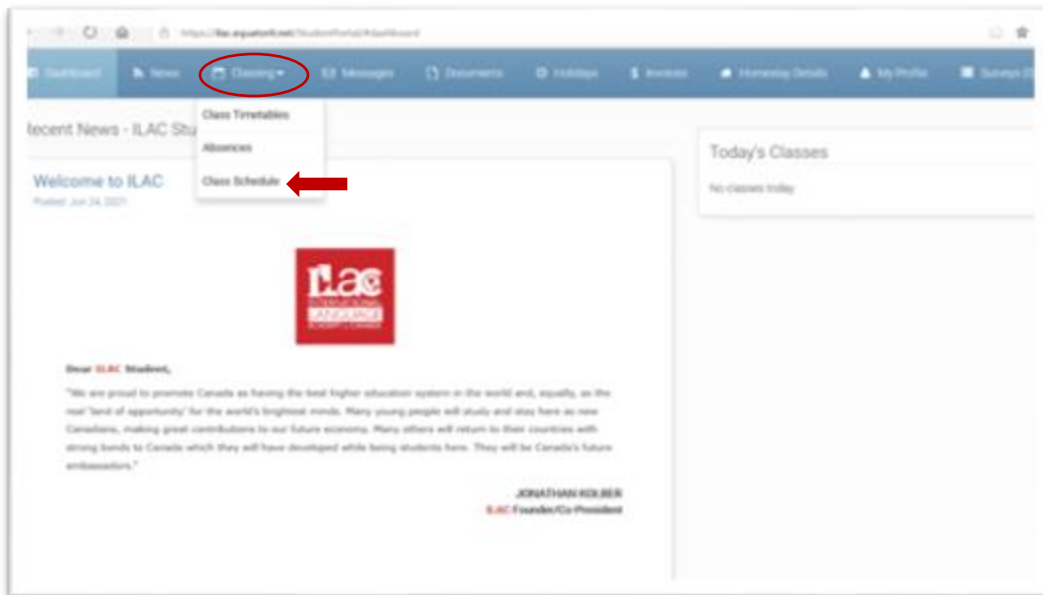 https://ilac.equatorit.net/StudentPortal/#dashboard
Dashboard News Classing Messages Documents Holidays $ Invoices Homestay Details My Profile Surveys
Class Timetables
Recent News - ILAC Stu
Absences
Today's Classes
Welcome to ILAC
Class Schedule
No classes today
Posted: Jun 24, 2021
ILAC
INTERNATIONAL
LANGUAGE
ACADEMY of CANADA
Dear ILAC Student,
"We are proud to promote Canada as having the best higher education system in the world and, equally, as the
real 'land of opportunity' for the world's brightest minds. Many young people will study and stay here as new
Canadians, making great contributions to our future economy. Many others will return to their countries with
strong bonds to Canada which they will have developed while being students here. They will be Canada's future
ambassadors."
JONATHAN KOLBER
ILAC Founder/Co-President